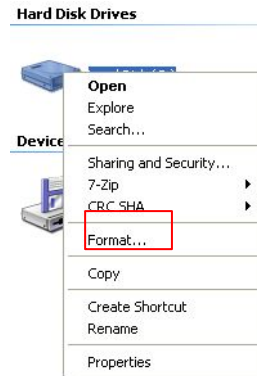 Hard Disk Drives
Open
Explore
Search...
Device
Sharing and Security...
7-Zip
CRC SHA
Format...
Copy
Create Shortcut
Rename
Properties